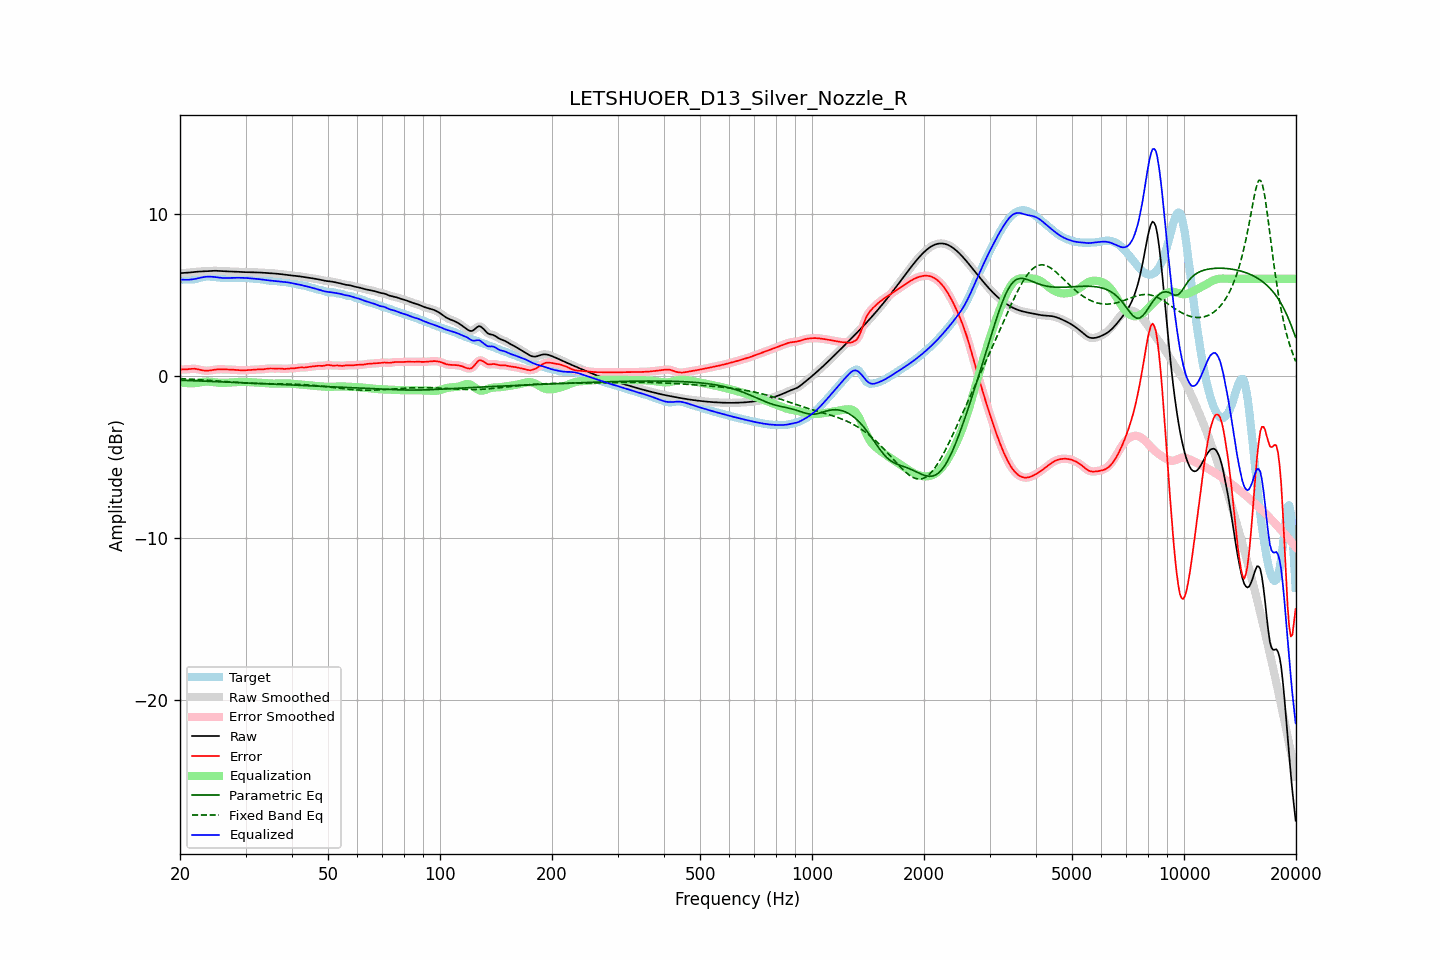 LETSHUOER_D13_Silver_Nozzle_R
Amplitude (dBr)
10
0
−10
−20
Target
Raw Smoothed
Error Smoothed
Raw
Error
Equalization
Parametric Eq
Fixed Band Eq
Equalized
20 50 100 200 500 1000 2000 5000 10000 20000
Frequency (Hz)